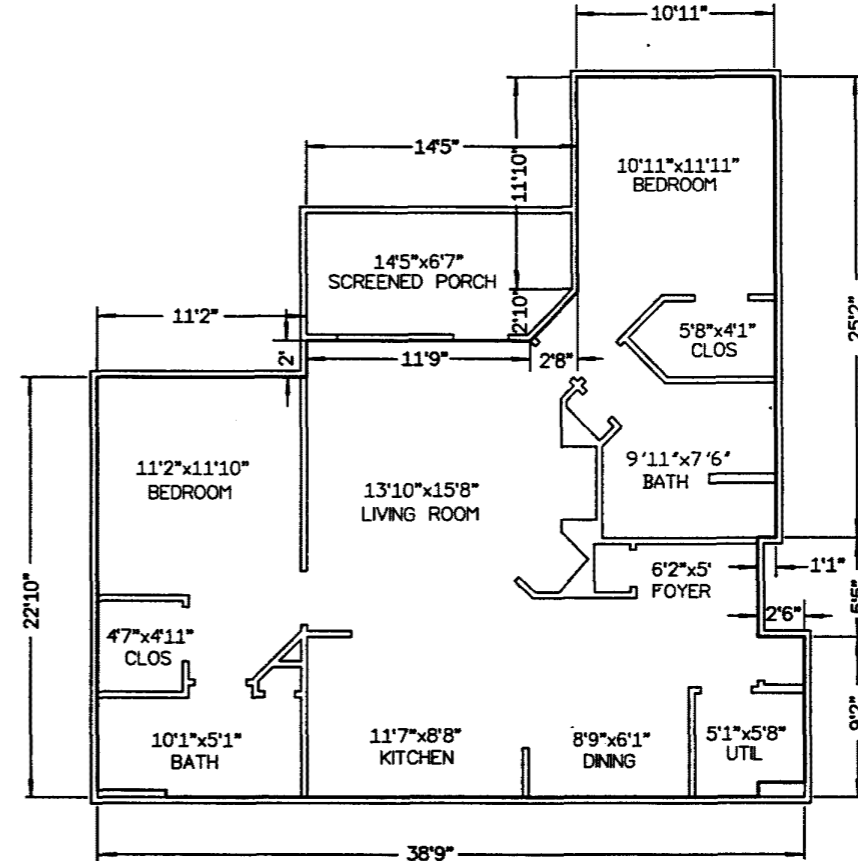 10'11"
14'5"
11'10"
10'11"x11'11"
BEDROOM
14'5"x6'7"
SCREENED PORCH
2'10"
11'2"
2'
11'9"
2'8"
5'8"x4'1"
CLOS
25'2"
11'2"x11'10"
BEDROOM
13'10"x15'8"
LIVING ROOM
9'11"x7'6"
BATH
6'2"x5'
FOYER
1'1"
5'5"
2'6"
22'10"
4'7"x4'11"
CLOS
10'1"x5'1"
BATH
11'7"x8'8"
KITCHEN
8'9"x6'1"
DINING
5'1"x5'8"
UTIL
9'2"
38'9"